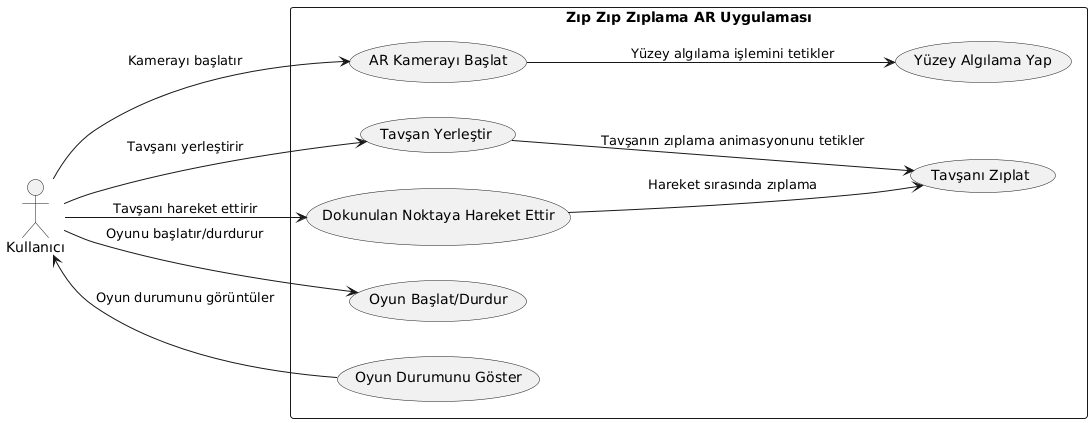 Zıp Zıp Zıplama AR Uygulaması
Kamerayı başlatır
AR Kamerayı Başlat
Yüzey algılama işlemini tetikler
Yüzey Algılama Yap
Tavşanı yerleştirir
Tavşan Yerleştir
Tavşanın zıplama animasyonunu tetikler
Tavşanı Zıplat
Hareket sırasında zıplama
Tavşanı hareket ettirir
Dokunulan Noktaya Hareket Ettir
Oyunu başlatır/durdurur
Kullanıcı
Oyun durumunu görüntüler
Oyun Başlat/Durdur
Oyun Durumunu Göster